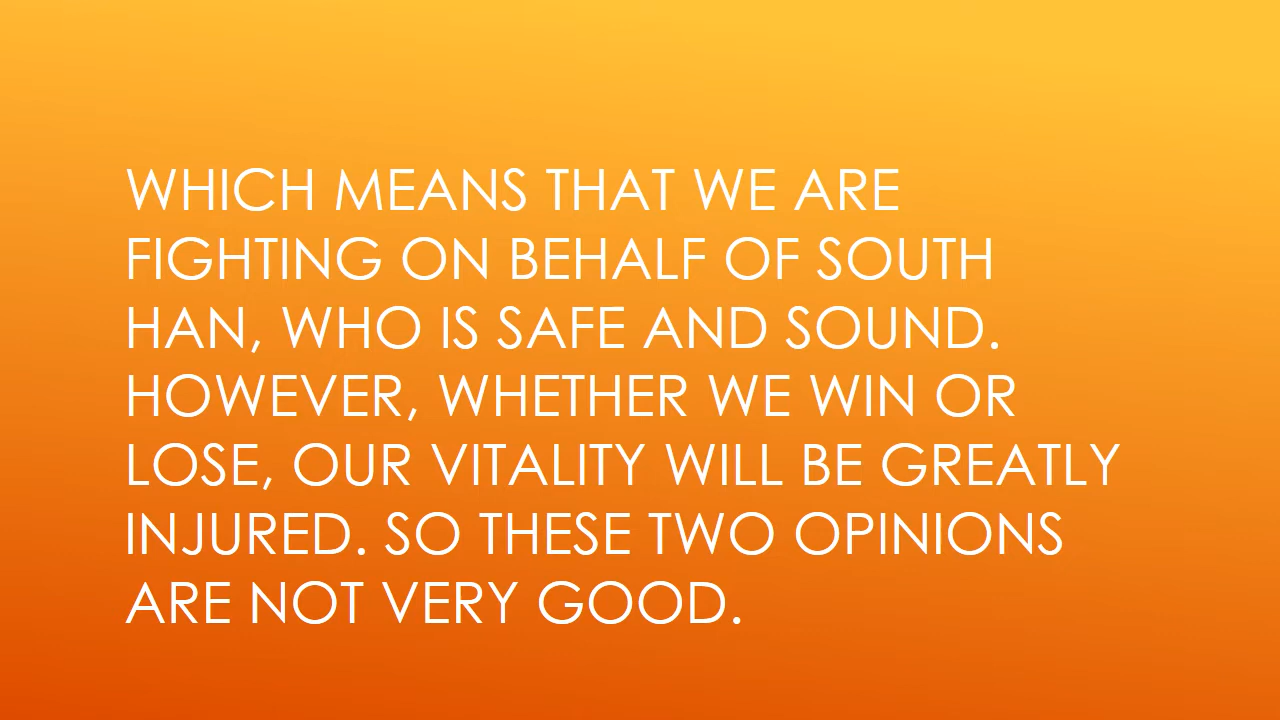 WHICH MEANS THAT WE ARE
FIGHTING ON BEHALF OF SOUTH
HAN, WHO IS SAFE AND SOUND.
HOWEVER, WHETHER WE WIN OR
LOSE, OUR VITALITY WILL BE GREATLY
INJURED. SO THESE TWO OPINIONS
ARE NOT VERY GOOD.